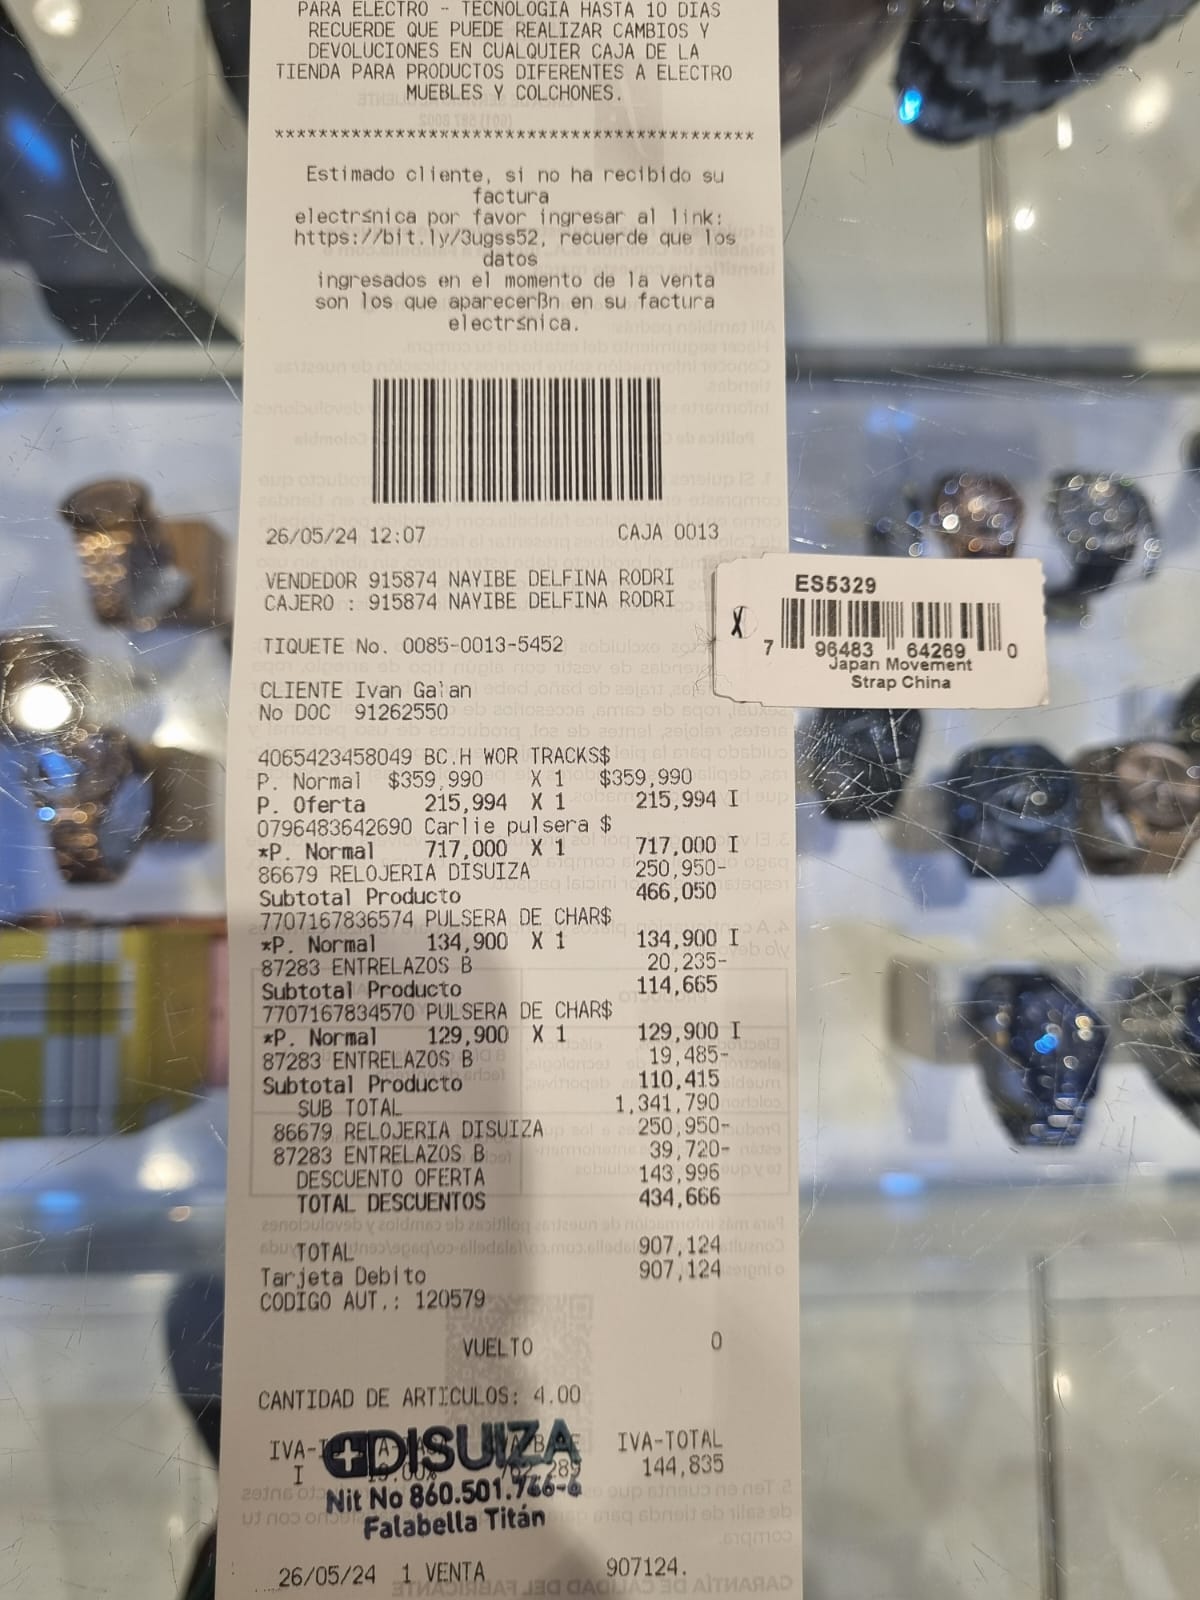 PARA ELECTRO - TECNOLOGIA HASTA 10 DIAS
RECUERDE QUE PUEDE REALIZAR CAMBIOS Y
DEVOLUCIONES EN CUALQUIER CAJA DE LA
TIENDA PARA PRODUCTOS DIFERENTES A ELECTRO
MUEBLES Y COLCHONES.
********************************************
Estimado cliente, si no ha recibido su
factura
electr≤nica por favor ingresar al link:
https://bit.ly/3ugss52, recuerde que los
datos
ingresados en el momento de la venta
son los que aparecerßn en su factura
electr≤nica.
26/05/24 12:07 CAJA 0013
VENDEDOR 915874 NAYIBE DELFINA RODRI
CAJERO : 915874 NAYIBE DELFINA RODRI
TIQUETE No. 0085-0013-5452
CLIENTE Ivan Galan
No DOC 91262550
4065423458049 BC.H WOR TRACKS$
P. Normal $359,990 X 1 $359,990
P. Oferta 215,994 X 1 215,994 I
0796483642690 Carlie pulsera $
*P. Normal 717,000 X 1 717,000 I
86679 RELOJERIA DISUIZA 250,950-
Subtotal Producto 466,050
7707167836574 PULSERA DE CHAR$
*P. Normal 134,900 X 1 134,900 I
87283 ENTRELAZOS B 20,235-
Subtotal Producto 114,665
7707167834570 PULSERA DE CHAR$
*P. Normal 129,900 X 1 129,900 I
87283 ENTRELAZOS B 19,485-
Subtotal Producto 110,415
SUB TOTAL 1,341,790
86679 RELOJERIA DISUIZA 250,950-
87283 ENTRELAZOS B 39,720-
DESCUENTO OFERTA 143,996
TOTAL DESCUENTOS 434,666
TOTAL 907,124
Tarjeta Debito 907,124
CODIGO AUT.: 120579
VUELTO 0
CANTIDAD DE ARTICULOS: 4.00
IVA-TOTAL
I 19.00% 762,289 144,835
DISUIZA
Nit No 860.501.766-6
Falabella Titán
26/05/24 1 VENTA 907124.
ES5329
X
7 96483 64269 0
Japan Movement
Strap China